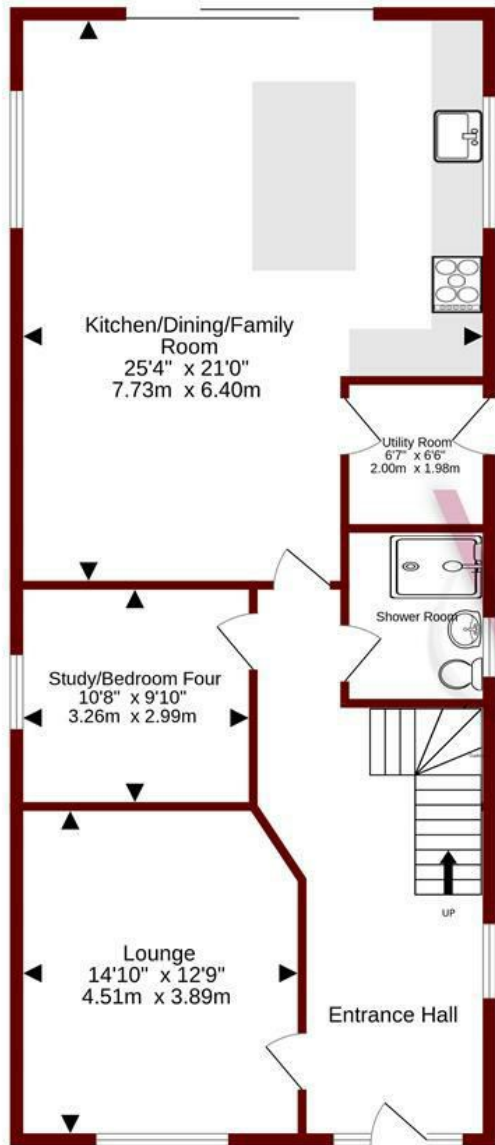 Kitchen/Dining/Family
Room
25'4" x 21'0"
7.73m x 6.40m
Utility Room
6'7" x 6'6"
2.00m x 1.98m
Shower Room
Study/Bedroom Four
10'8" x 9'10"
3.26m x 2.99m
UP
Lounge
14'10" x 12'9"
4.51m x 3.89m
Entrance Hall